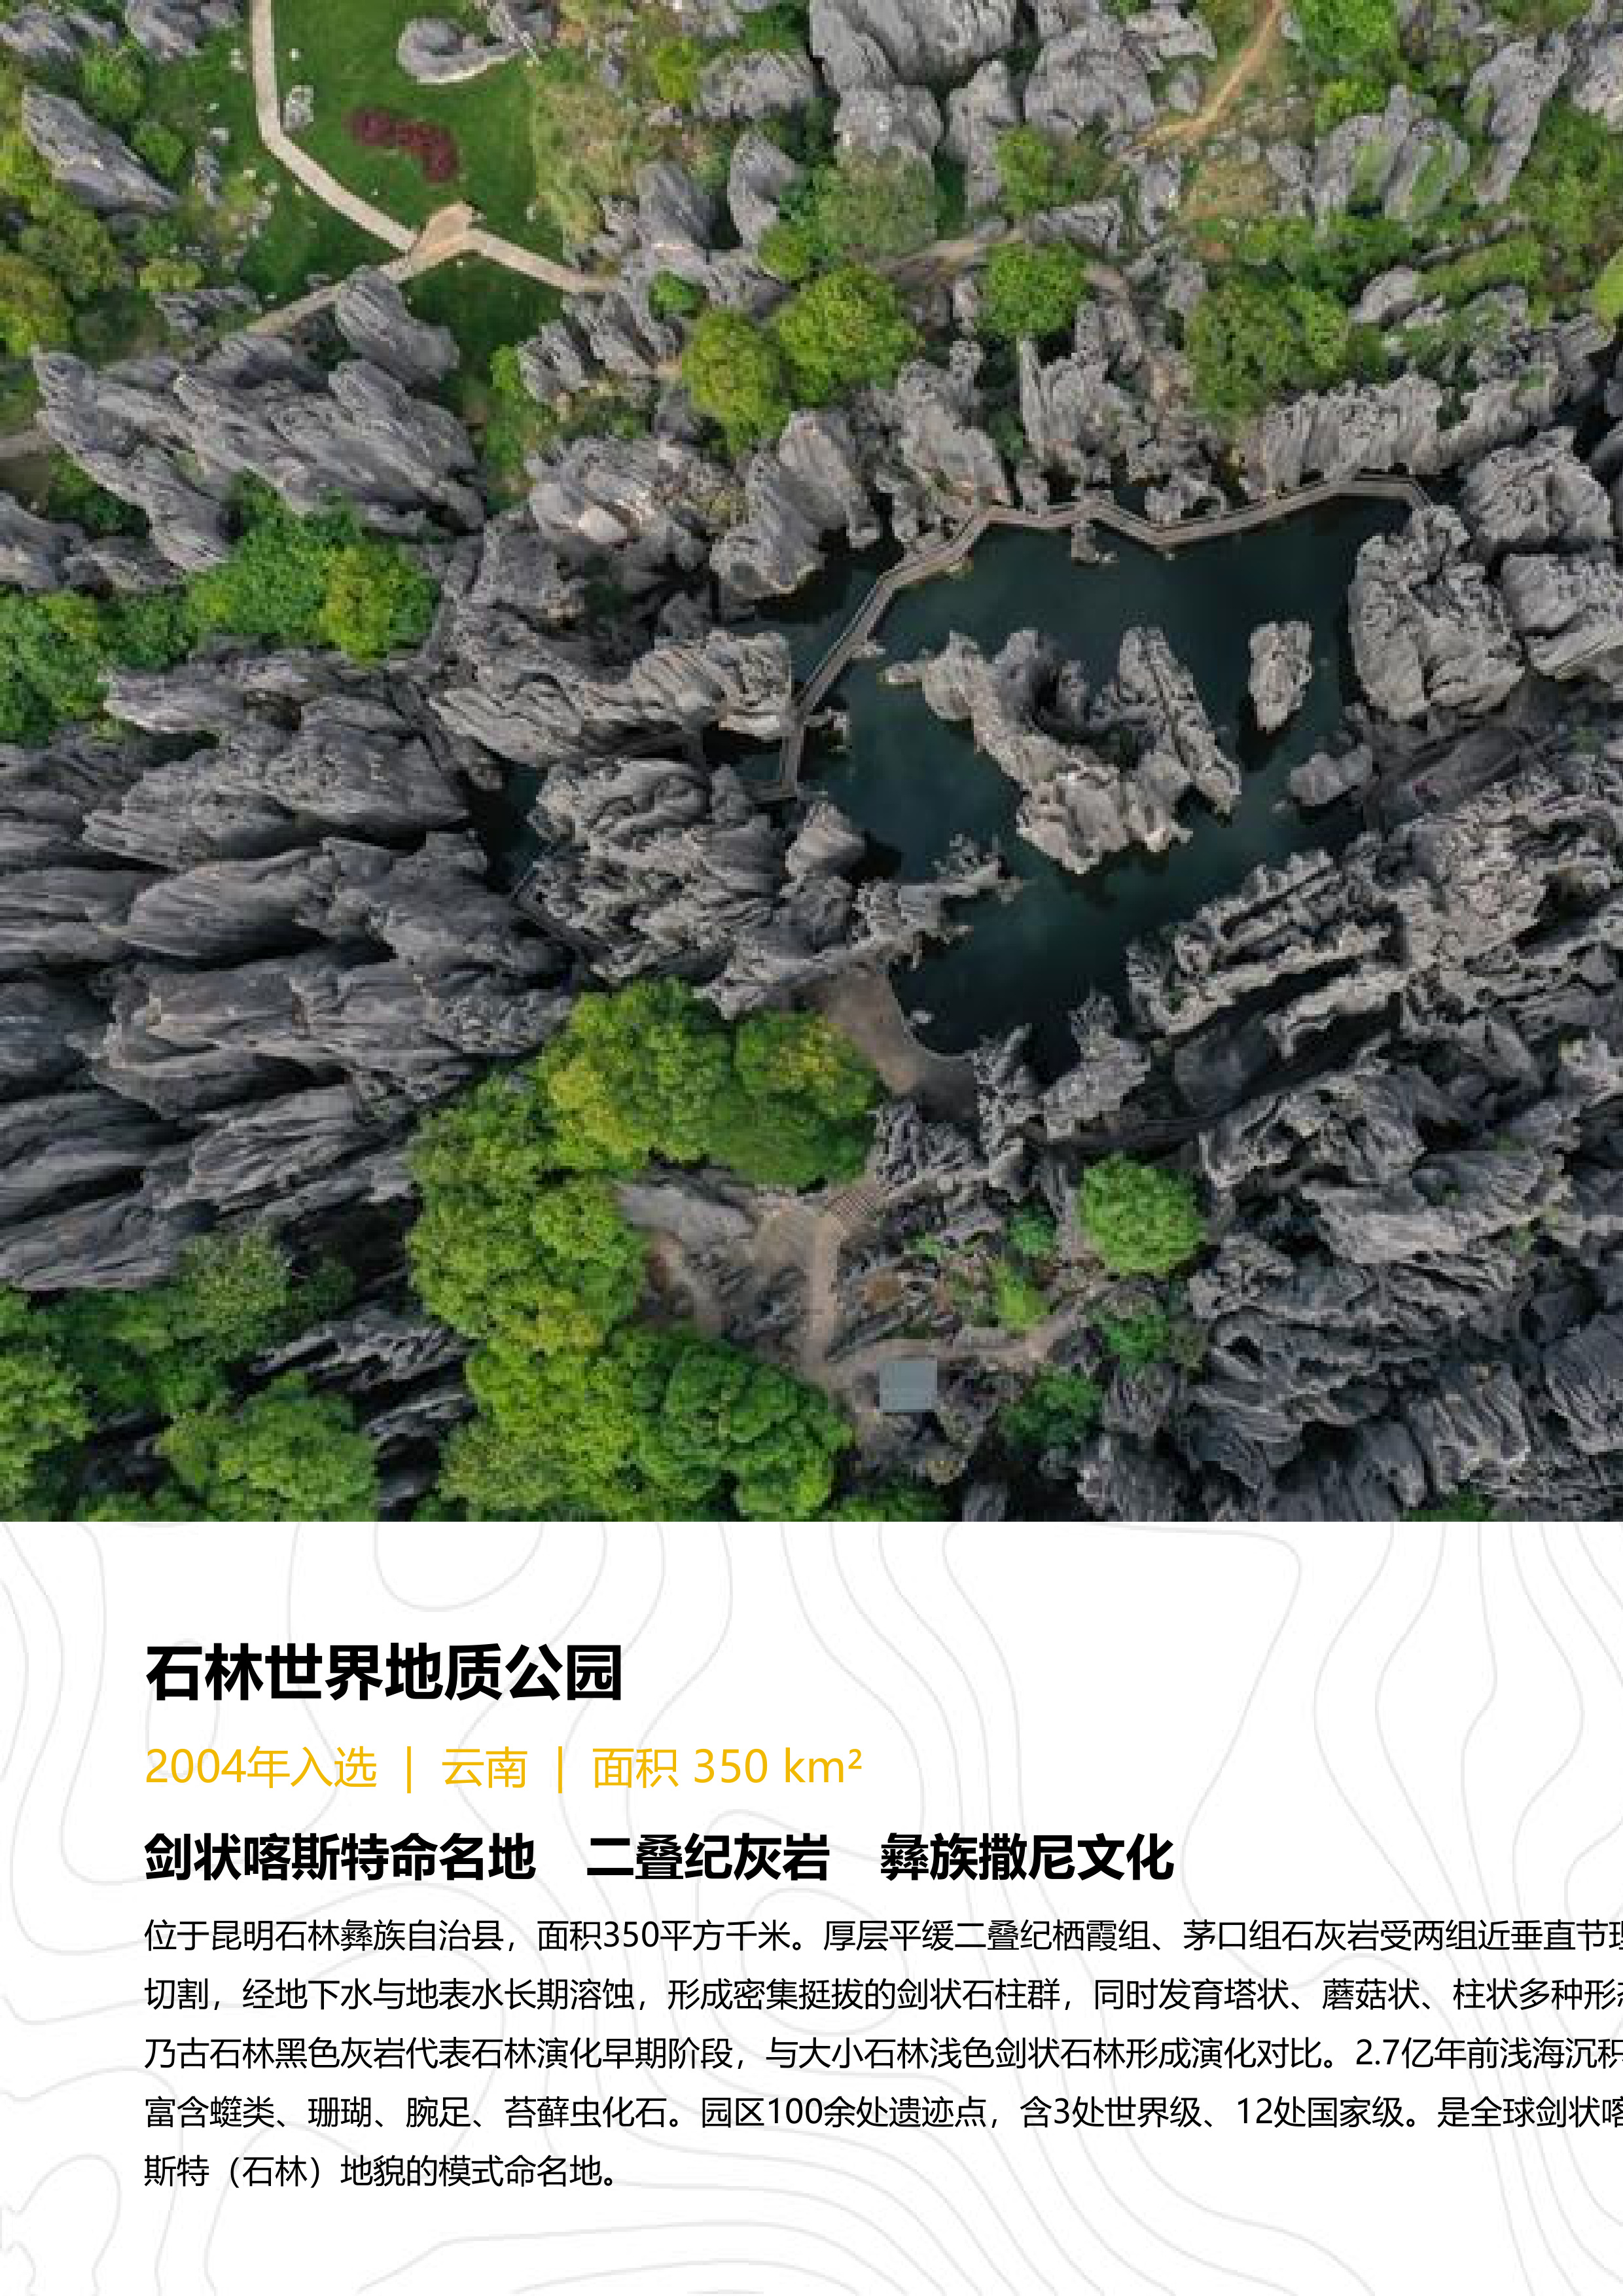 石林世界地质公园
2004年入选 | 云南 | 面积 350 km²
剑状喀斯特命名地 二叠纪灰岩 彝族撒尼文化
位于昆明石林彝族自治县，面积350平方千米。厚层平缓二叠纪栖霞组、茅口组石灰岩受两组近垂直节理
切割，经地下水与地表水长期溶蚀，形成密集挺拔的剑状石柱群，同时发育塔状、蘑菇状、柱状多种形态
乃古石林黑色灰岩代表石林演化早期阶段，与大小石林浅色剑状石林形成演化对比。2.7亿年前浅海沉积
富含䗴类、珊瑚、腕足、苔藓虫化石。园区100余处遗迹点，含3处世界级、12处国家级。是全球剑状喀
斯特（石林）地貌的模式命名地。